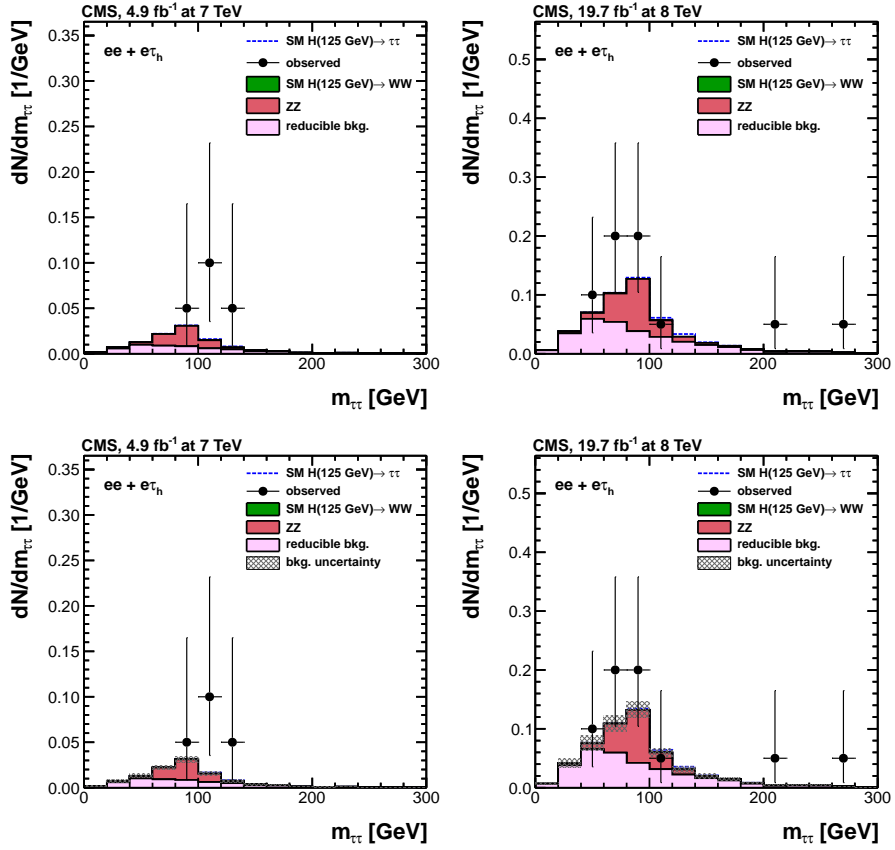 CMS, 4.9 fb⁻¹ at 7 TeV
ee + eτₕ
SM H(125 GeV)→ ττ
observed
SM H(125 GeV)→ WW
ZZ
reducible bkg.
dN/dm_ττ [1/GeV]
0.35
0.30
0.25
0.20
0.15
0.10
0.05
0.00
0 100 200 300
m_ττ [GeV]
CMS, 19.7 fb⁻¹ at 8 TeV
ee + eτₕ
SM H(125 GeV)→ ττ
observed
SM H(125 GeV)→ WW
ZZ
reducible bkg.
dN/dm_ττ [1/GeV]
0.5
0.4
0.3
0.2
0.1
0.0
0 100 200 300
m_ττ [GeV]
CMS, 4.9 fb⁻¹ at 7 TeV
ee + eτₕ
SM H(125 GeV)→ ττ
observed
SM H(125 GeV)→ WW
ZZ
reducible bkg.
bkg. uncertainty
dN/dm_ττ [1/GeV]
0.35
0.30
0.25
0.20
0.15
0.10
0.05
0.00
0 100 200 300
m_ττ [GeV]
CMS, 19.7 fb⁻¹ at 8 TeV
ee + eτₕ
SM H(125 GeV)→ ττ
observed
SM H(125 GeV)→ WW
ZZ
reducible bkg.
bkg. uncertainty
dN/dm_ττ [1/GeV]
0.5
0.4
0.3
0.2
0.1
0.0
0 100 200 300
m_ττ [GeV]